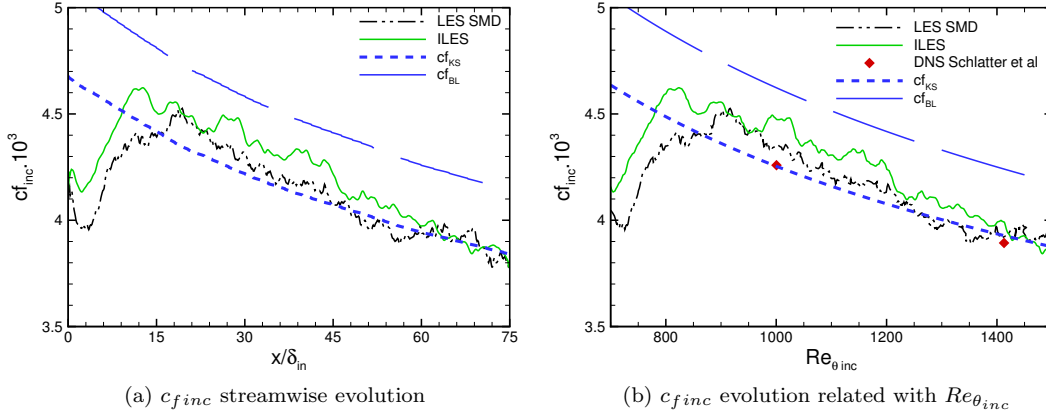 5
4.5
4
3.5
cf_inc.10^3
0 15 30 45 60 75
x/δ_in
LES SMD
ILES
cf_KS
cf_BL
(a) c_finc streamwise evolution
5
4.5
4
3.5
cf_inc.10^3
800 1000 1200 1400
Re_θ inc
LES SMD
ILES
DNS Schlatter et al
cf_KS
cf_BL
(b) c_finc evolution related with Re_θinc